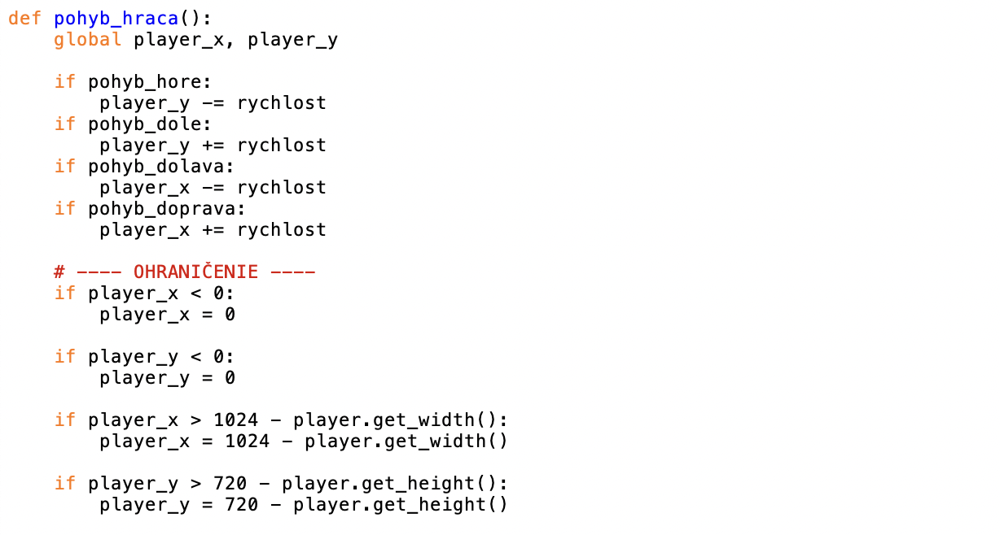 def pohyb_hraca():
    global player_x, player_y

    if pohyb_hore:
        player_y -= rychlost
    if pohyb_dole:
        player_y += rychlost
    if pohyb_dolava:
        player_x -= rychlost
    if pohyb_doprava:
        player_x += rychlost

    # ---- OHRANIČENIE ----
    if player_x < 0:
        player_x = 0

    if player_y < 0:
        player_y = 0

    if player_x > 1024 - player.get_width():
        player_x = 1024 - player.get_width()

    if player_y > 720 - player.get_height():
        player_y = 720 - player.get_height()